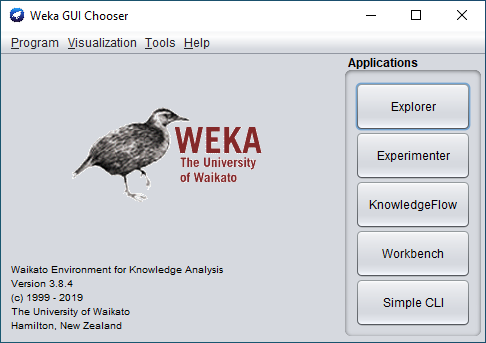 Weka GUI Chooser
Program Visualization Tools Help
Applications
Explorer
Experimenter
KnowledgeFlow
Workbench
Simple CLI
WEKA
The University
of Waikato
Waikato Environment for Knowledge Analysis
Version 3.8.4
(c) 1999 - 2019
The University of Waikato
Hamilton, New Zealand